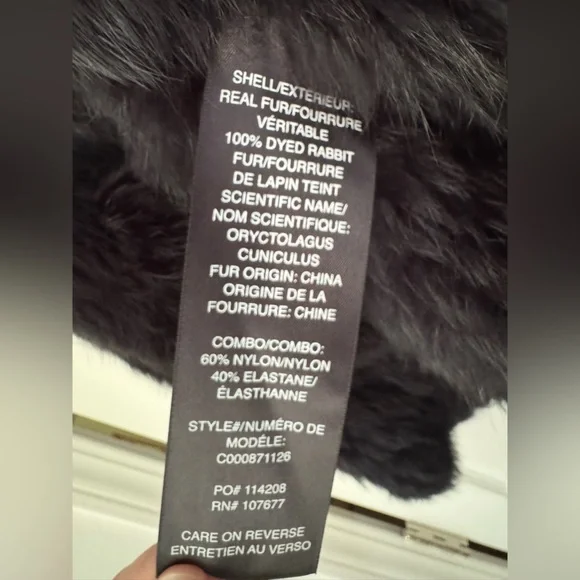 SHELL/EXTÉRIEUR:
REAL FUR/FOURRURE
VÉRITABLE
100% DYED RABBIT
FUR/FOURRURE
DE LAPIN TEINT
SCIENTIFIC NAME/
NOM SCIENTIFIQUE:
ORYCTOLAGUS
CUNICULUS
FUR ORIGIN: CHINA
ORIGINE DE LA
FOURRURE: CHINE
COMBO/COMBO:
60% NYLON/NYLON
40% ELASTANE/
ÉLASTHANNE
STYLE#/NUMÉRO DE
MODÉLE:
C000871126
PO# 114208
RN# 107677
CARE ON REVERSE
ENTRETIEN AU VERSO